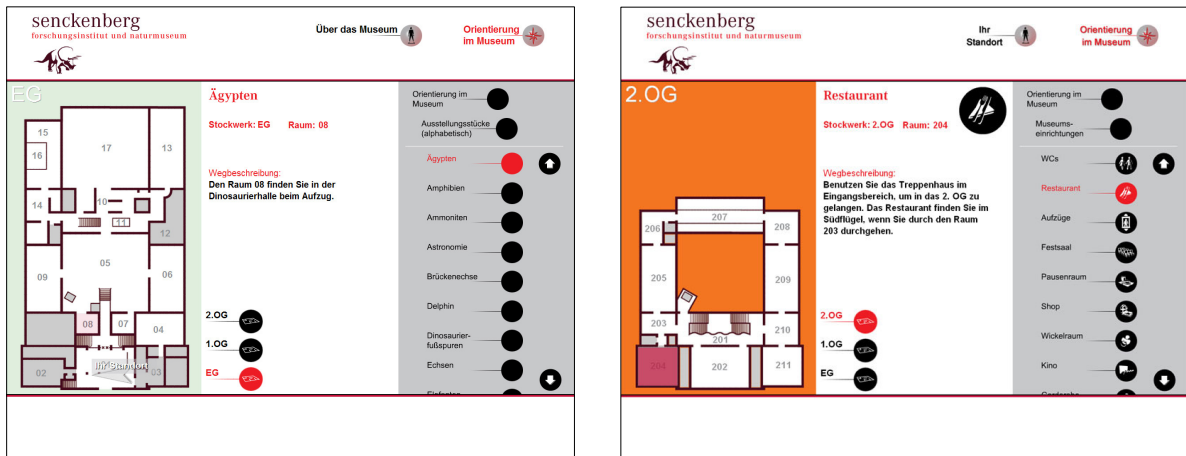 senckenberg
forschungsinstitut und naturmuseum
Über das Museum
Orientierung
im Museum
EG
15
16
17
13
14
10
11
12
05
09
06
08
07
04
02
Ihr Standort
03
Ägypten
Stockwerk: EG Raum: 08
Wegbeschreibung:
Den Raum 08 finden Sie in der
Dinosaurierhalle beim Aufzug.
2.OG
1.OG
EG
Orientierung im
Museum
Ausstellungsstücke
(alphabetisch)
Ägypten
Amphibien
Ammoniten
Astronomie
Brückenechse
Delphin
Dinosaurier-
fußspuren
Echsen
Elefanten
senckenberg
forschungsinstitut und naturmuseum
Ihr
Standort
Orientierung
im Museum
2.OG
207
206
208
205
209
203
210
201
204
202
211
Restaurant
Stockwerk: 2.OG Raum: 204
Wegbeschreibung:
Benutzen Sie das Treppenhaus im
Eingangsbereich, um in das 2. OG zu
gelangen. Das Restaurant finden Sie im
Südflügel, wenn Sie durch den Raum
203 durchgehen.
2.OG
1.OG
EG
Orientierung im
Museum
Museums-
einrichtungen
WCs
Restaurant
Aufzüge
Festsaal
Pausenraum
Shop
Wickelraum
Kino
Garderobe